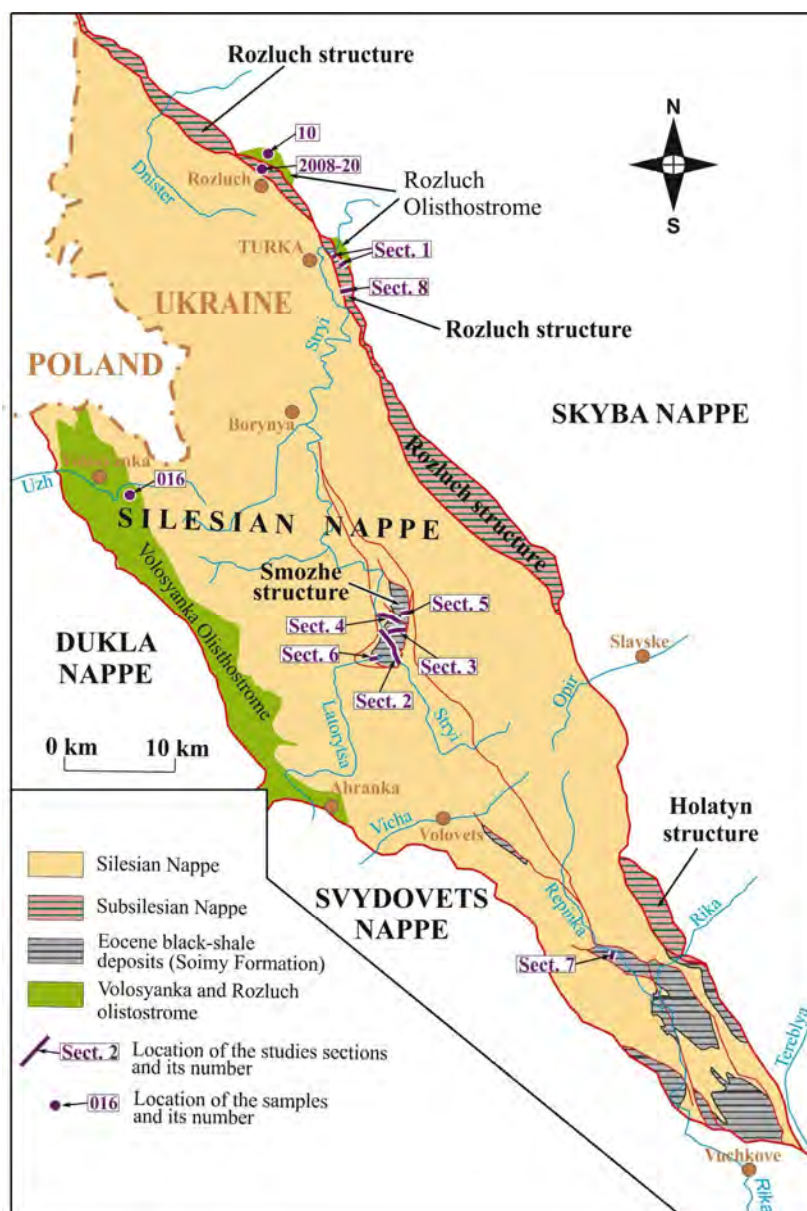 Rozluch structure
N
S
10
2008-20
Dnister
Rozluch
Rozluch
Olisthostrome
TURKA
Sect. 1
Sect. 8
Rozluch structure
UKRAINE
Stryi
POLAND
SKYBA NAPPE
Borynya
Rozluch structure
Uzh
016
SILESIAN NAPPE
Volosyanka Olisthostrome
Smozhe
structure
Sect. 5
Sect. 4
Sect. 3
Sect. 6
Sect. 2
DUKLA
NAPPE
Slavske
Opir
Latorytsa
Stryi
0 km 10 km
Abranka
Vicha
Volovets
Holatyn
structure
SVYDOVETS
NAPPE
Repinka
Rika
Sect. 7
Tereblya
Vuchkove
Rika
Silesian Nappe
Subsilesian Nappe
Eocene black-shale
deposits (Soimy Formation)
Volosyanka and Rozluch
olistostrome
Sect. 2 Location of the studies sections
and its number
016 Location of the samples
and its number